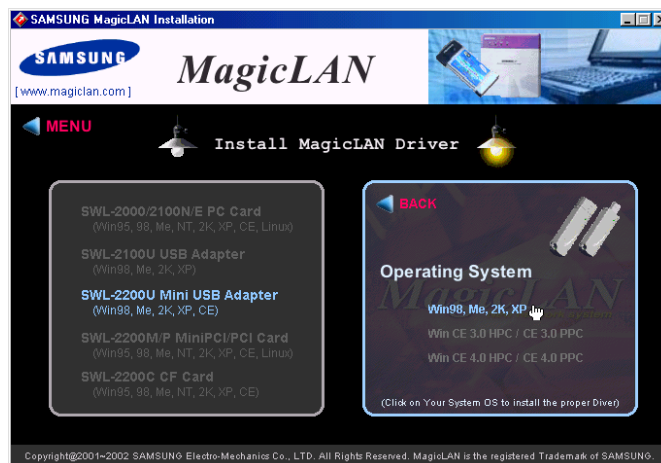 SAMSUNG MagicLAN Installation
SAMSUNG
[ www.magiclan.com ]
MagicLAN
MENU
Install MagicLAN Driver
SWL-2000/2100N/E PC Card
(Win95, 98, Me, NT, 2K, XP, CE, Linux)
SWL-2100U USB Adapter
(Win98, Me, 2K, XP)
SWL-2200U Mini USB Adapter
(Win98, Me, 2K, XP, CE)
SWL-2200M/P MiniPCI/PCI Card
(Win95, 98, Me, NT, 2K, XP, CE, Linux)
SWL-2200C CF Card
(Win95, 98, Me, NT, 2K, XP, CE)
BACK
Operating System
MagicLAN
Win98, Me, 2K, XP
Win CE 3.0 HPC / CE 3.0 PPC
Win CE 4.0 HPC / CE 4.0 PPC
(Click on Your System OS to install the proper Diver)
Copyright@2001~2002 SAMSUNG Electro-Mechanics Co., LTD. All Rights Reserved. MagicLAN is the registered Trademark of SAMSUNG.